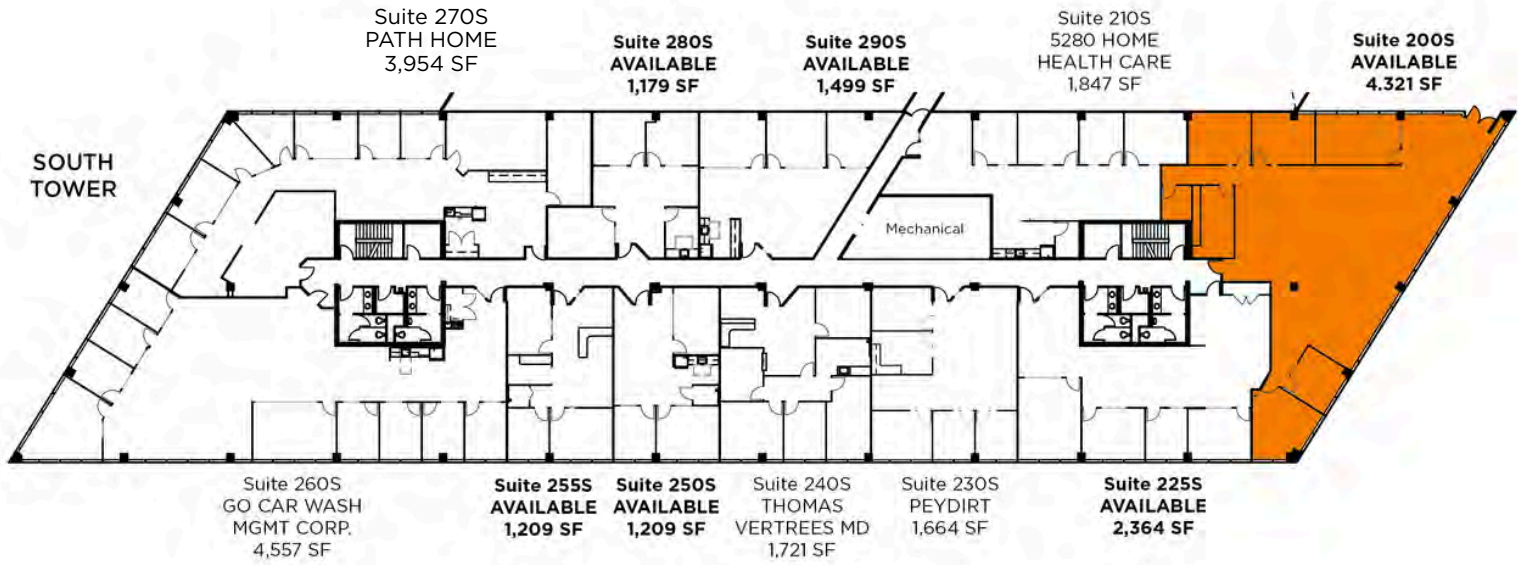 Suite 270S
PATH HOME
3,954 SF
Suite 280S
AVAILABLE
1,179 SF
Suite 290S
AVAILABLE
1,499 SF
Suite 210S
5280 HOME
HEALTH CARE
1,847 SF
Suite 200S
AVAILABLE
4.321 SF
SOUTH
TOWER
Mechanical
Suite 260S
GO CAR WASH
MGMT CORP.
4,557 SF
Suite 255S
AVAILABLE
1,209 SF
Suite 250S
AVAILABLE
1,209 SF
Suite 240S
THOMAS
VERTREES MD
1,721 SF
Suite 230S
PEYDIRT
1,664 SF
Suite 225S
AVAILABLE
2,364 SF